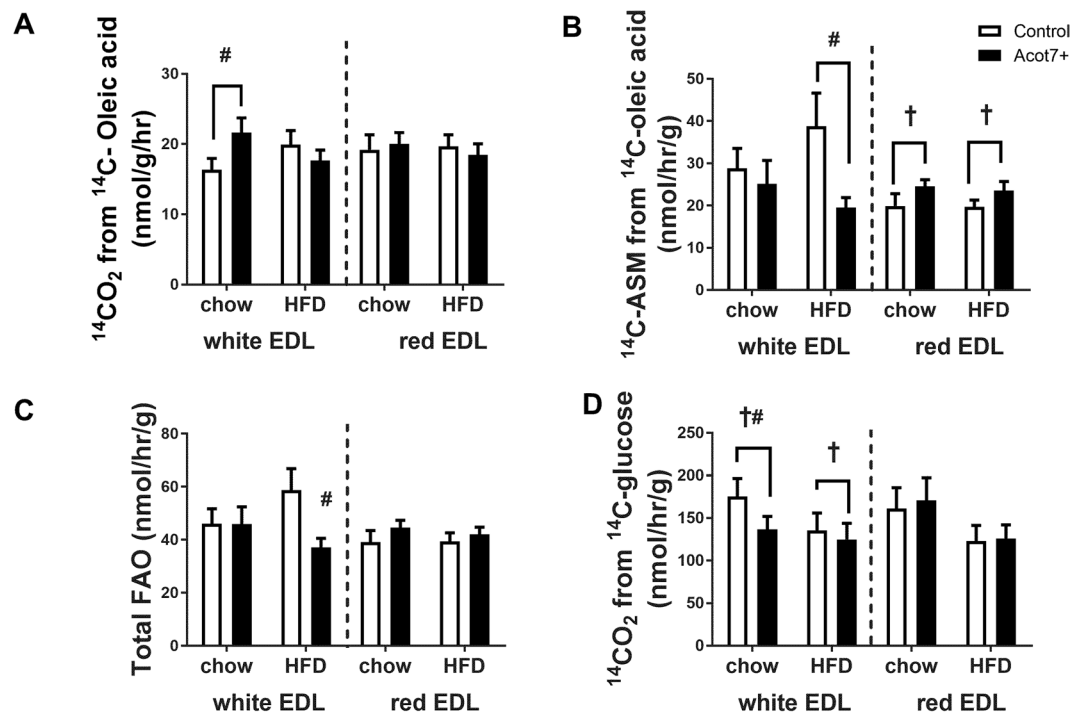 A
¹⁴CO₂ from ¹⁴C- Oleic acid
(nmol/g/hr)
30
20
10
0
#
chow
HFD
chow
HFD
white EDL
red EDL
B
¹⁴C-ASM from ¹⁴C-oleic acid
(nmol/hr/g)
50
40
30
20
10
0
#
†
†
Control
Acot7+
chow
HFD
chow
HFD
white EDL
red EDL
C
Total FAO (nmol/hr/g)
80
60
40
20
0
#
chow
HFD
chow
HFD
white EDL
red EDL
D
¹⁴CO₂ from ¹⁴C-glucose
(nmol/hr/g)
250
200
150
100
50
0
†#
†
chow
HFD
chow
HFD
white EDL
red EDL